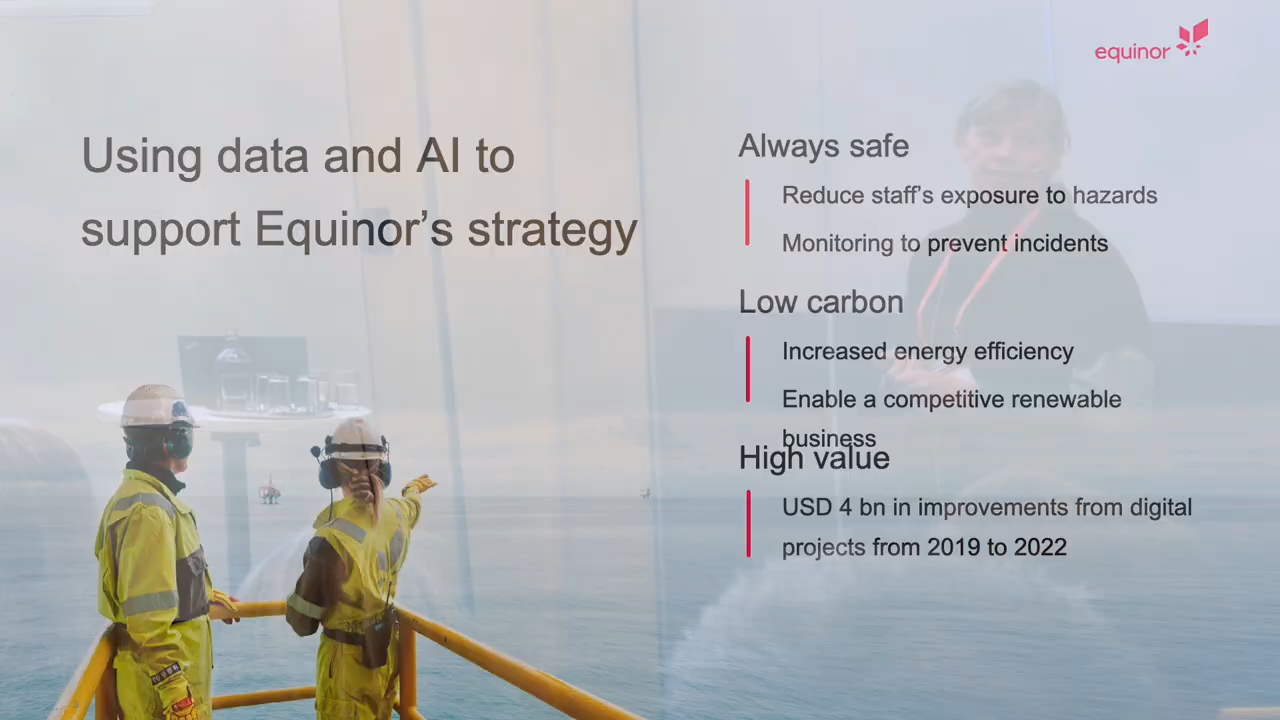 equinor
Using data and AI to
support Equinor’s strategy
Always safe
Reduce staff’s exposure to hazards
Monitoring to prevent incidents
Low carbon
Increased energy efficiency
Enable a competitive renewable
business
High value
USD 4 bn in improvements from digital
projects from 2019 to 2022